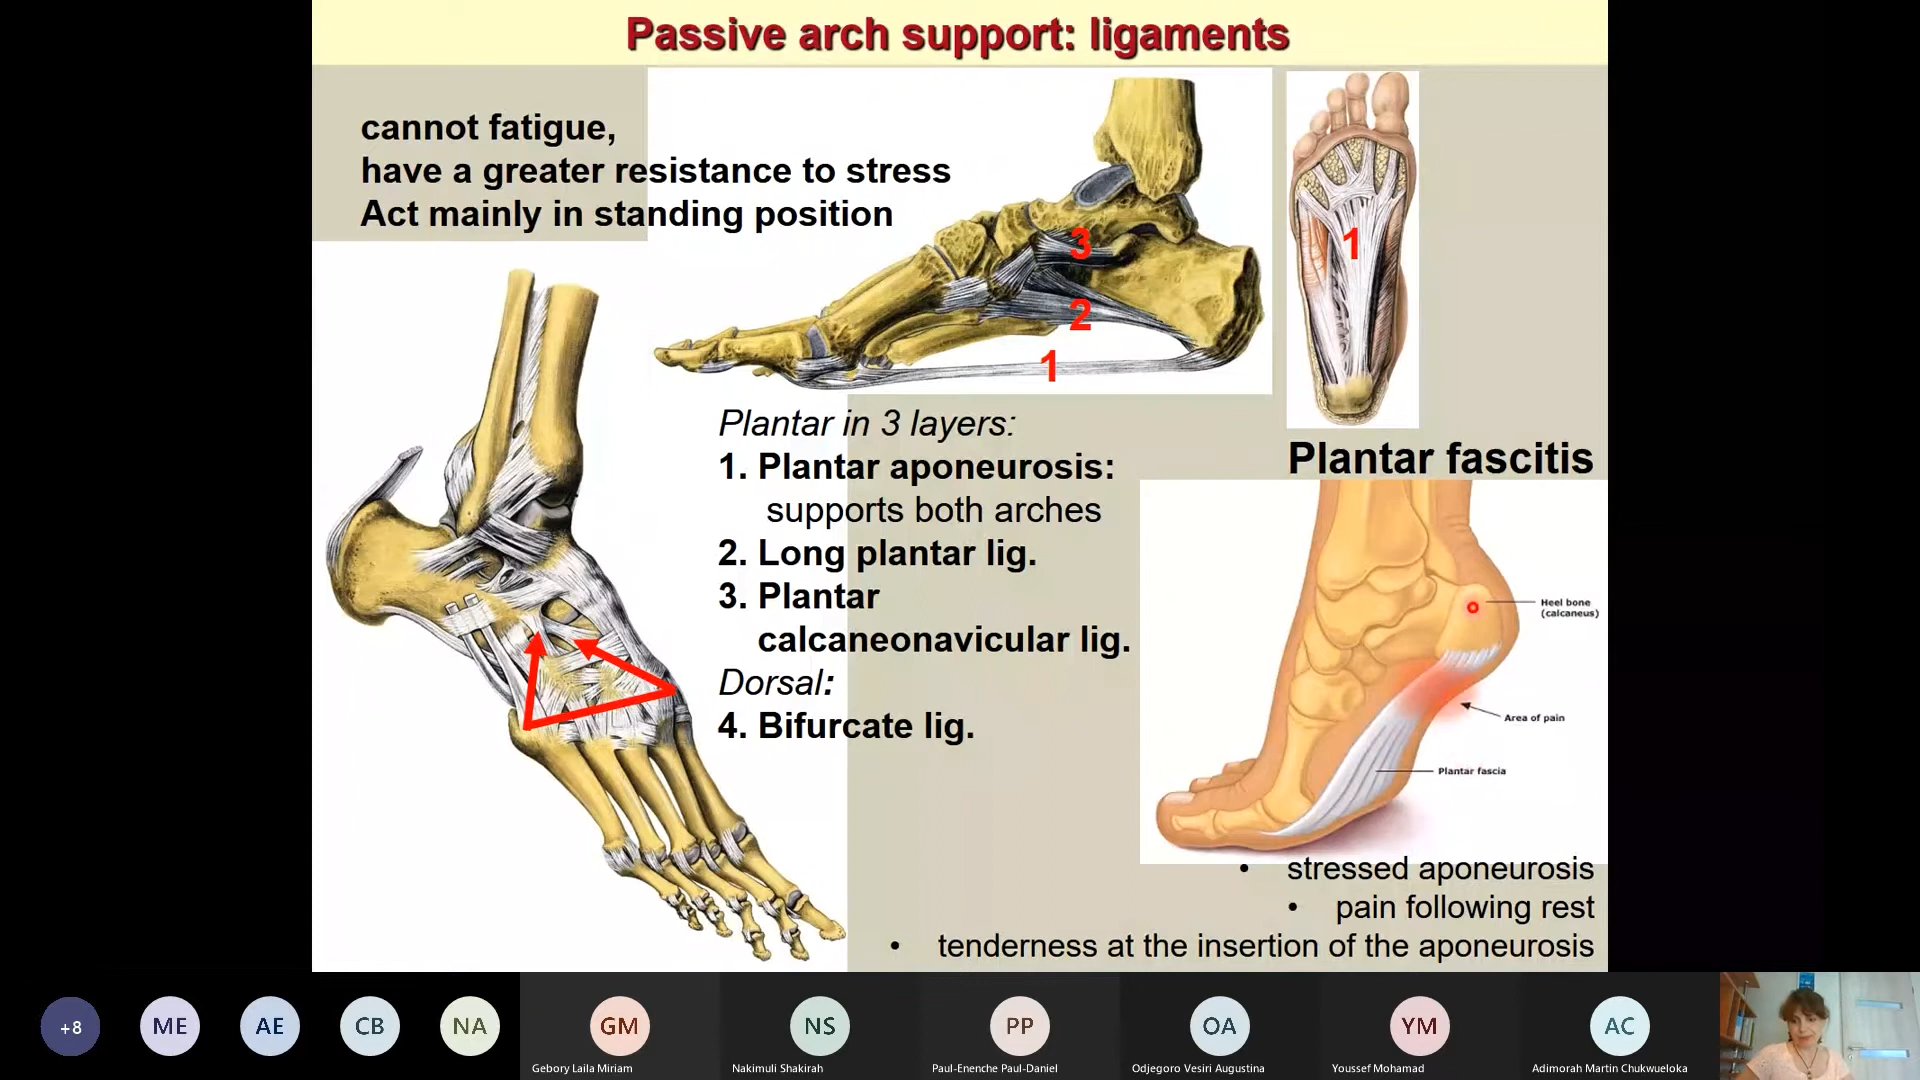 Passive arch support: ligaments
cannot fatigue,
have a greater resistance to stress
Act mainly in standing position
3
2
1
1
Plantar in 3 layers:
1. Plantar aponeurosis:
supports both arches
2. Long plantar lig.
3. Plantar
calcaneonavicular lig.
Dorsal:
4. Bifurcate lig.
Plantar fascitis
Heel bone
(calcaneus)
Area of pain
Plantar fascia
• stressed aponeurosis
• pain following rest
• tenderness at the insertion of the aponeurosis
+8
ME
AE
CB
NA
GM
NS
PP
OA
YM
AC
Gebory Laila Miriam
Nakimuli Shakirah
Paul-Enenche Paul-Daniel
Odjegoro Vesiri Augustina
Youssef Mohamad
Adimorah Martin Chukwueloka